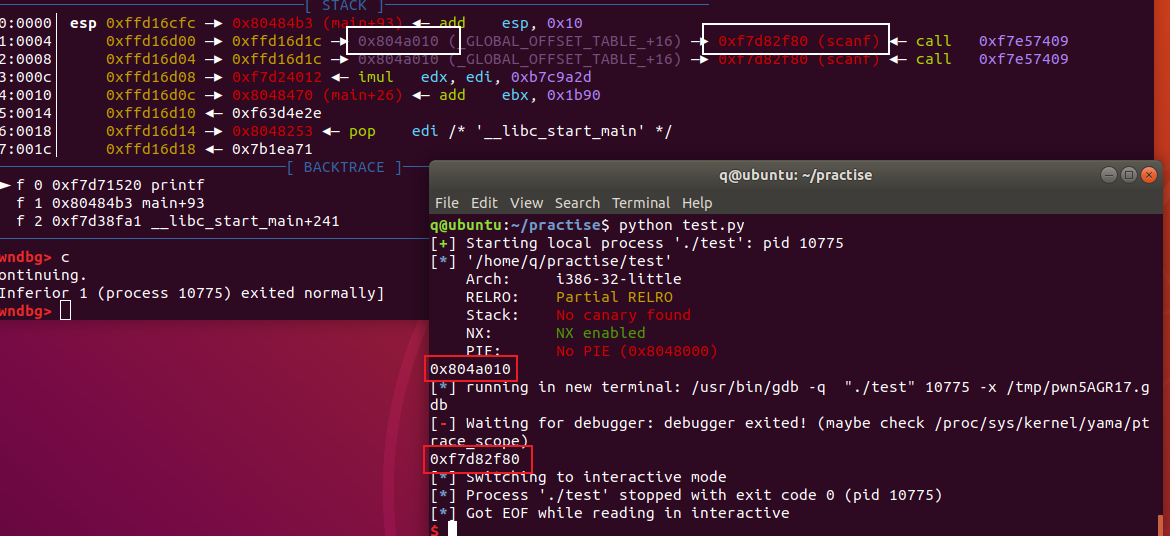 [ STACK ]
0:0000│ esp 0xffd16cfc —▸ 0x80484b3 (main+93) ◂— add    esp, 0x10
1:0004│     0xffd16d00 —▸ 0xffd16d1c —▸ 0x804a010 (_GLOBAL_OFFSET_TABLE_+16) —▸ 0xf7d82f80 (scanf) ◂— call   0xf7e57409
2:0008│     0xffd16d04 —▸ 0xffd16d1c —▸ 0x804a010 (_GLOBAL_OFFSET_TABLE_+16) —▸ 0xf7d82f80 (scanf) ◂— call   0xf7e57409
3:000c│     0xffd16d08 —▸ 0xf7d24012 ◂— imul   edx, edi, 0xb7c9a2d
4:0010│     0xffd16d0c —▸ 0x8048470 (main+26) ◂— add    ebx, 0x1b90
5:0014│     0xffd16d10 ◂— 0xf63d4e2e
6:0018│     0xffd16d14 —▸ 0x8048253 ◂— pop    edi /* '__libc_start_main' */
7:001c│     0xffd16d18 ◂— 0x7b1ea71
[ BACKTRACE ]
► f 0 0xf7d71520 printf
f 1 0x80484b3 main+93
f 2 0xf7d38fa1 __libc_start_main+241
wndbg> c
ontinuing.
Inferior 1 (process 10775) exited normally]
wndbg>
q@ubuntu: ~/practise
File Edit View Search Terminal Help
q@ubuntu:~/practise$ python test.py
[+] Starting local process './test': pid 10775
[*] '/home/q/practise/test'
Arch:     i386-32-little
RELRO:    Partial RELRO
Stack:    No canary found
NX:       NX enabled
PIE:      No PIE (0x8048000)
0x804a010
[*] running in new terminal: /usr/bin/gdb -q  "./test" 10775 -x /tmp/pwn5AGR17.g
db
[-] Waiting for debugger: debugger exited! (maybe check /proc/sys/kernel/yama/pt
race_scope)
0xf7d82f80
[*] Switching to interactive mode
[*] Process './test' stopped with exit code 0 (pid 10775)
[*] Got EOF while reading in interactive
$